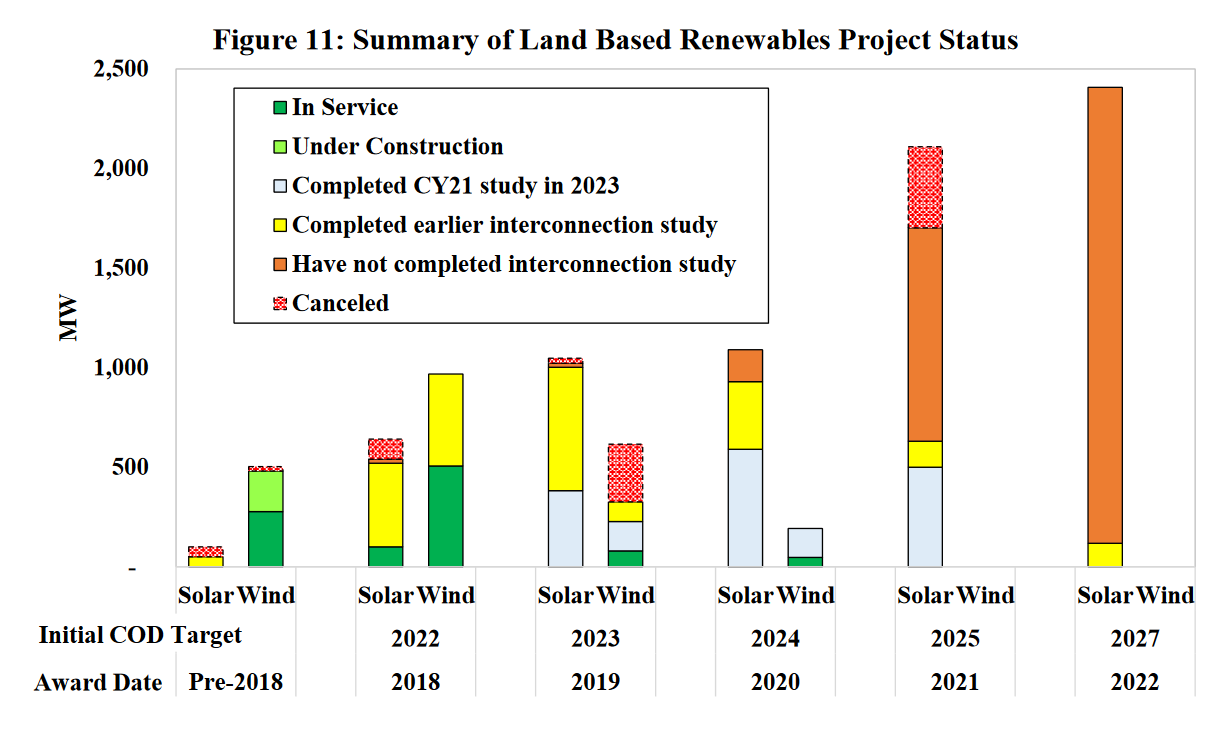 Figure 11: Summary of Land Based Renewables Project Status
2,500
2,000
1,500
1,000
500
-
MW
In Service
Under Construction
Completed CY21 study in 2023
Completed earlier interconnection study
Have not completed interconnection study
Canceled
Solar Wind Solar Wind Solar Wind Solar Wind Solar Wind Solar Wind
Initial COD Target 2022 2023 2024 2025 2027
Award Date Pre-2018 2018 2019 2020 2021 2022